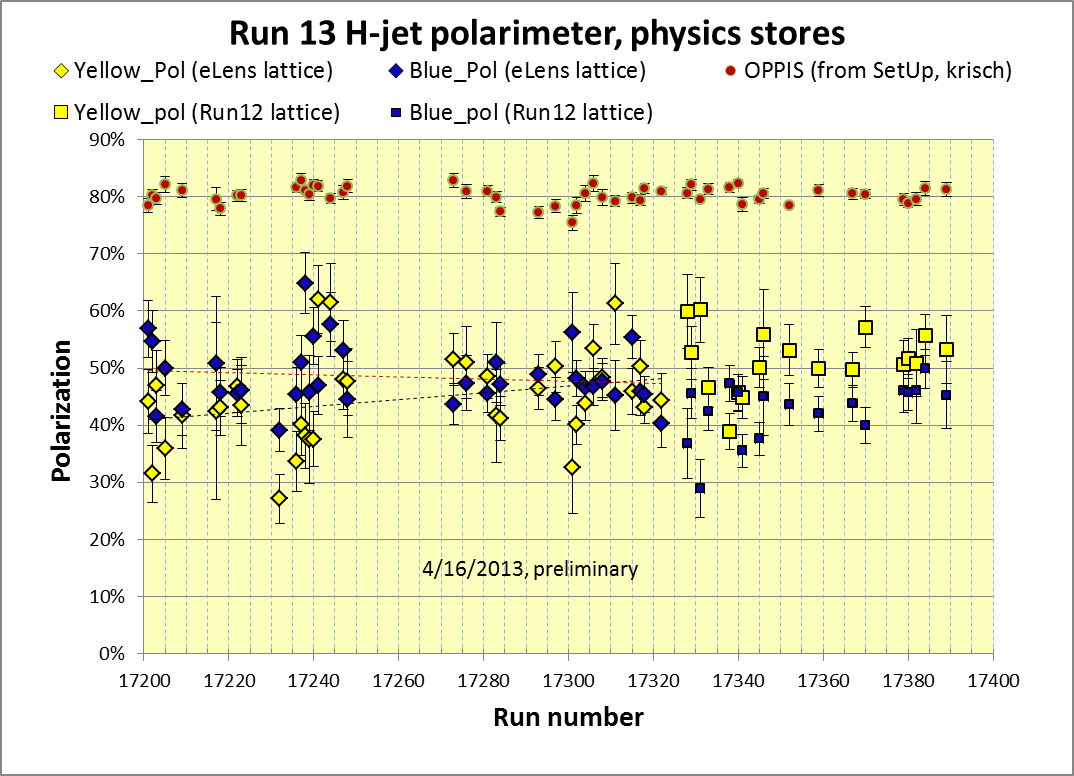 Run 13 H-jet polarimeter, physics stores
Yellow_Pol (eLens lattice) Blue_Pol (eLens lattice) OPPIS (from SetUp, krisch)
Yellow_pol (Run12 lattice) Blue_pol (Run12 lattice)
90%
80%
70%
60%
50%
40%
30%
20%
10%
0%
Polarization
4/16/2013, preliminary
17200 17220 17240 17260 17280 17300 17320 17340 17360 17380 17400
Run number